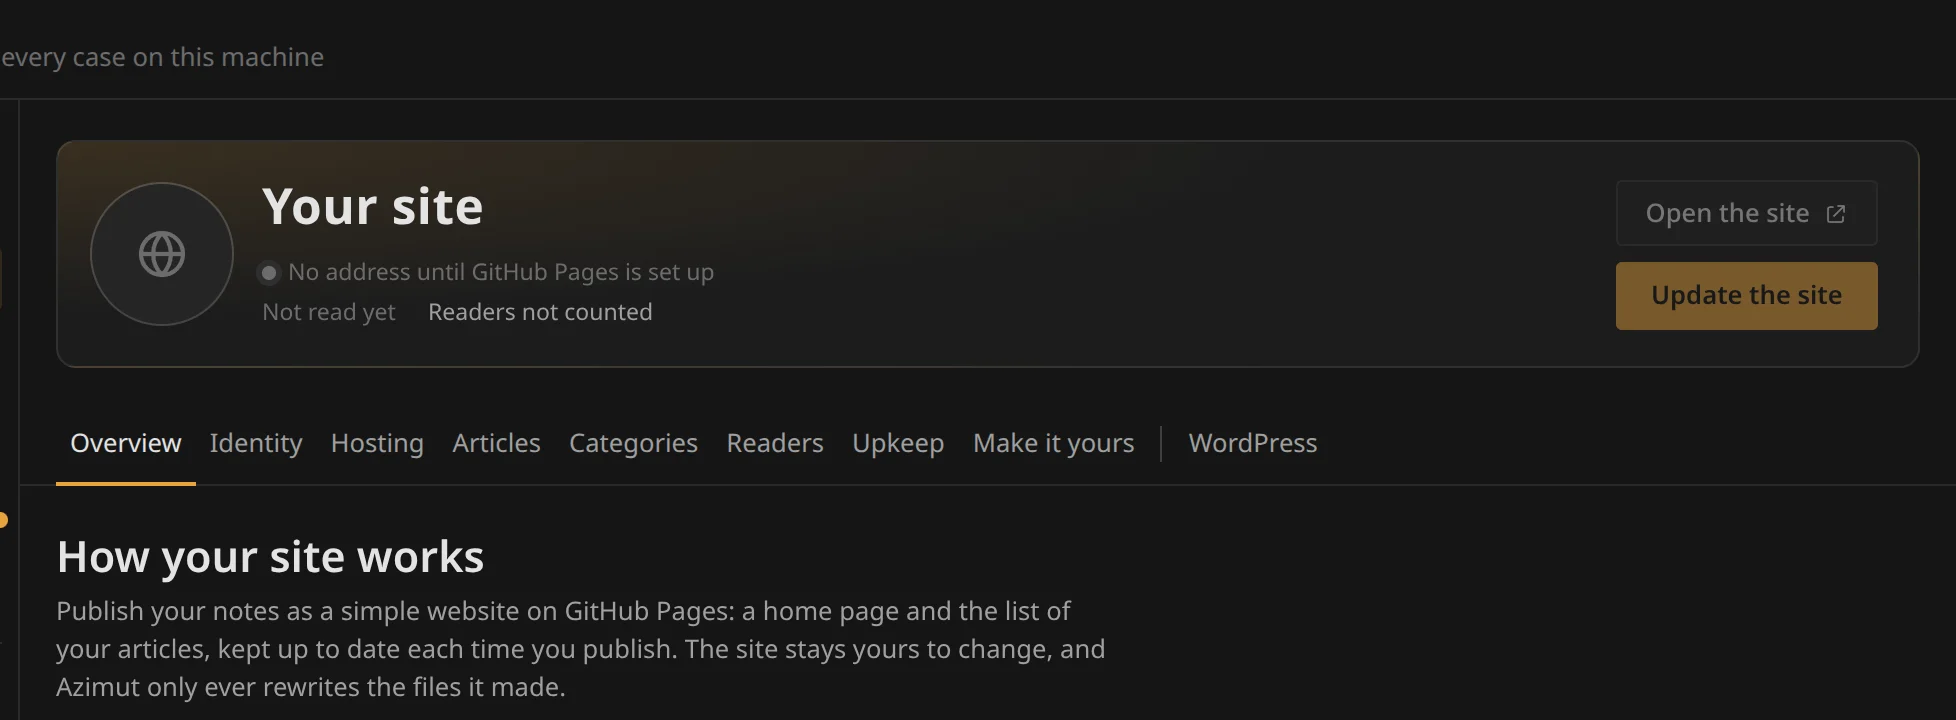 every case on this machine
Your site
No address until GitHub Pages is set up
Not read yet Readers not counted
Open the site
Update the site
Overview Identity Hosting Articles Categories Readers Upkeep Make it yours WordPress
How your site works
Publish your notes as a simple website on GitHub Pages: a home page and the list of
your articles, kept up to date each time you publish. The site stays yours to change, and
Azimut only ever rewrites the files it made.